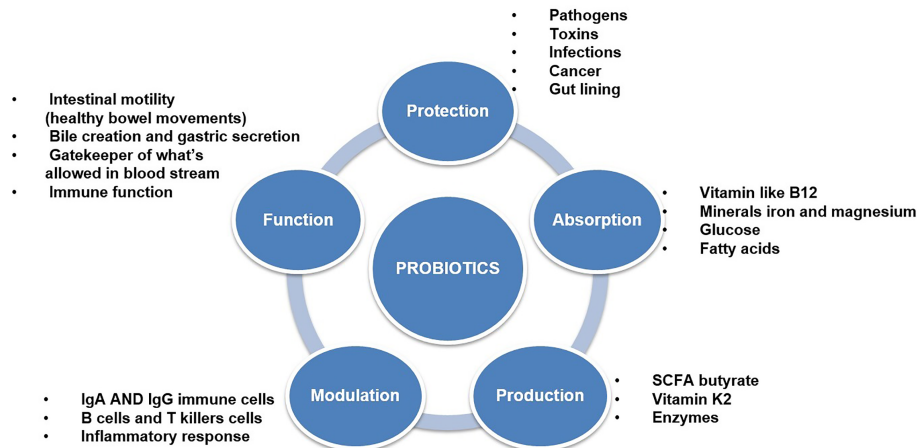 • Pathogens
• Toxins
• Infections
• Cancer
• Gut lining
Protection
• Intestinal motility
(healthy bowel movements)
• Bile creation and gastric secretion
• Gatekeeper of what's
allowed in blood stream
• Immune function
Function
Absorption
• Vitamin like B12
• Minerals iron and magnesium
• Glucose
• Fatty acids
PROBIOTICS
Modulation
• IgA AND IgG immune cells
• B cells and T killers cells
• Inflammatory response
Production
• SCFA butyrate
• Vitamin K2
• Enzymes